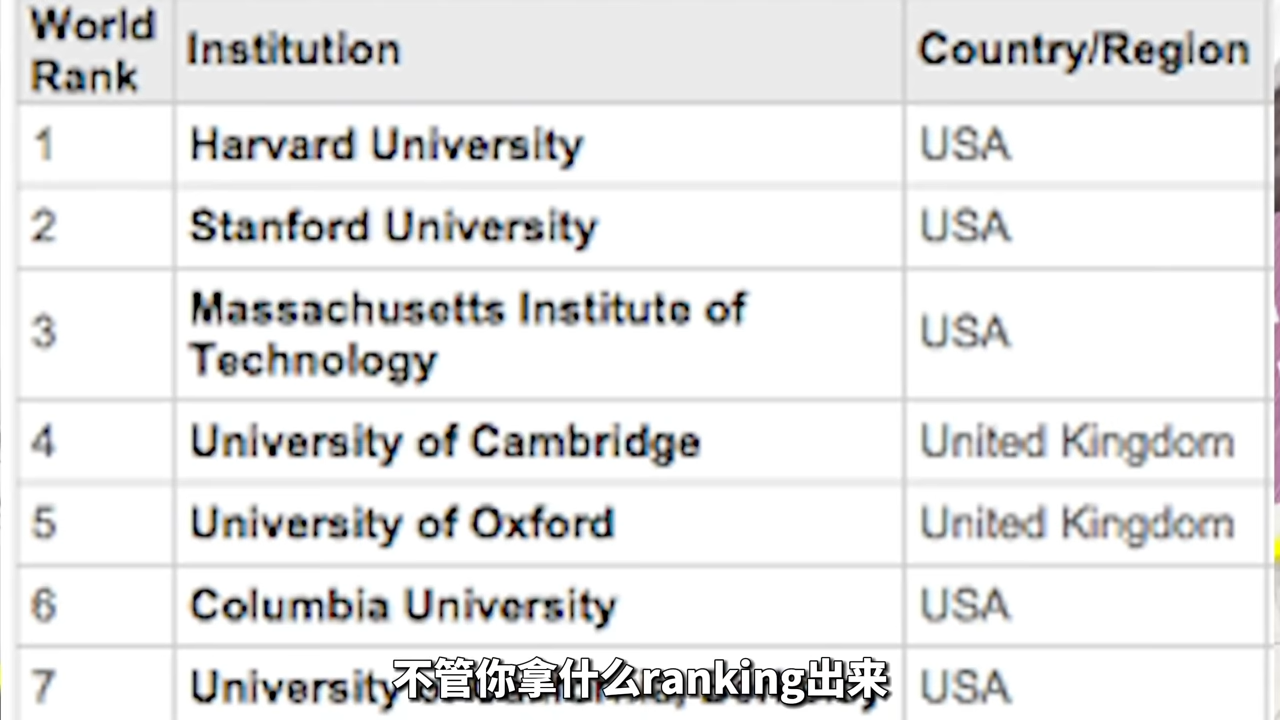 World Rank Institution Country/Region
1 Harvard University USA
2 Stanford University USA
3 Massachusetts Institute of Technology USA
4 University of Cambridge United Kingdom
5 University of Oxford United Kingdom
6 Columbia University USA
7 University USA
不管你拿什么ranking出来